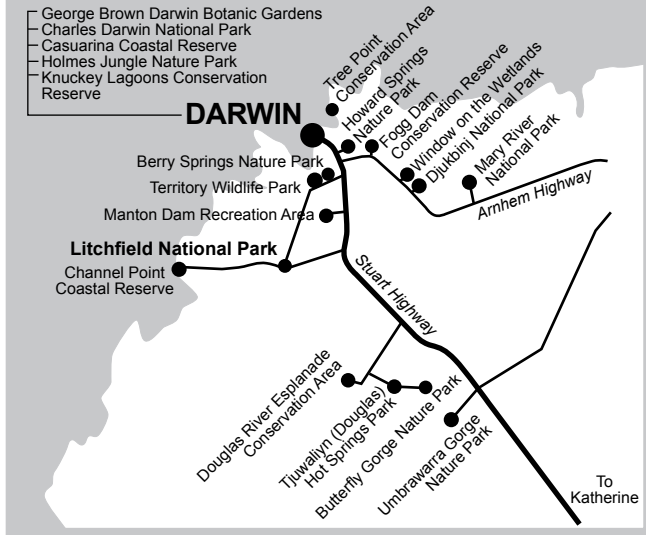 George Brown Darwin Botanic Gardens
Charles Darwin National Park
Casuarina Coastal Reserve
Holmes Jungle Nature Park
Knuckey Lagoons Conservation
Reserve
DARWIN
Tree Point
Conservation Area
Howard Springs
Nature Park
Fogg Dam
Conservation Reserve
Window on the Wetlands
Djukbinj National Park
Mary River
National Park
Berry Springs Nature Park
Territory Wildlife Park
Manton Dam Recreation Area
Arnhem Highway
Litchfield National Park
Channel Point
Coastal Reserve
Stuart Highway
Douglas River Esplanade
Conservation Area
Tjuwaliyn (Douglas)
Hot Springs Park
Butterfly Gorge Nature Park
Umbrawarra Gorge
Nature Park
To
Katherine